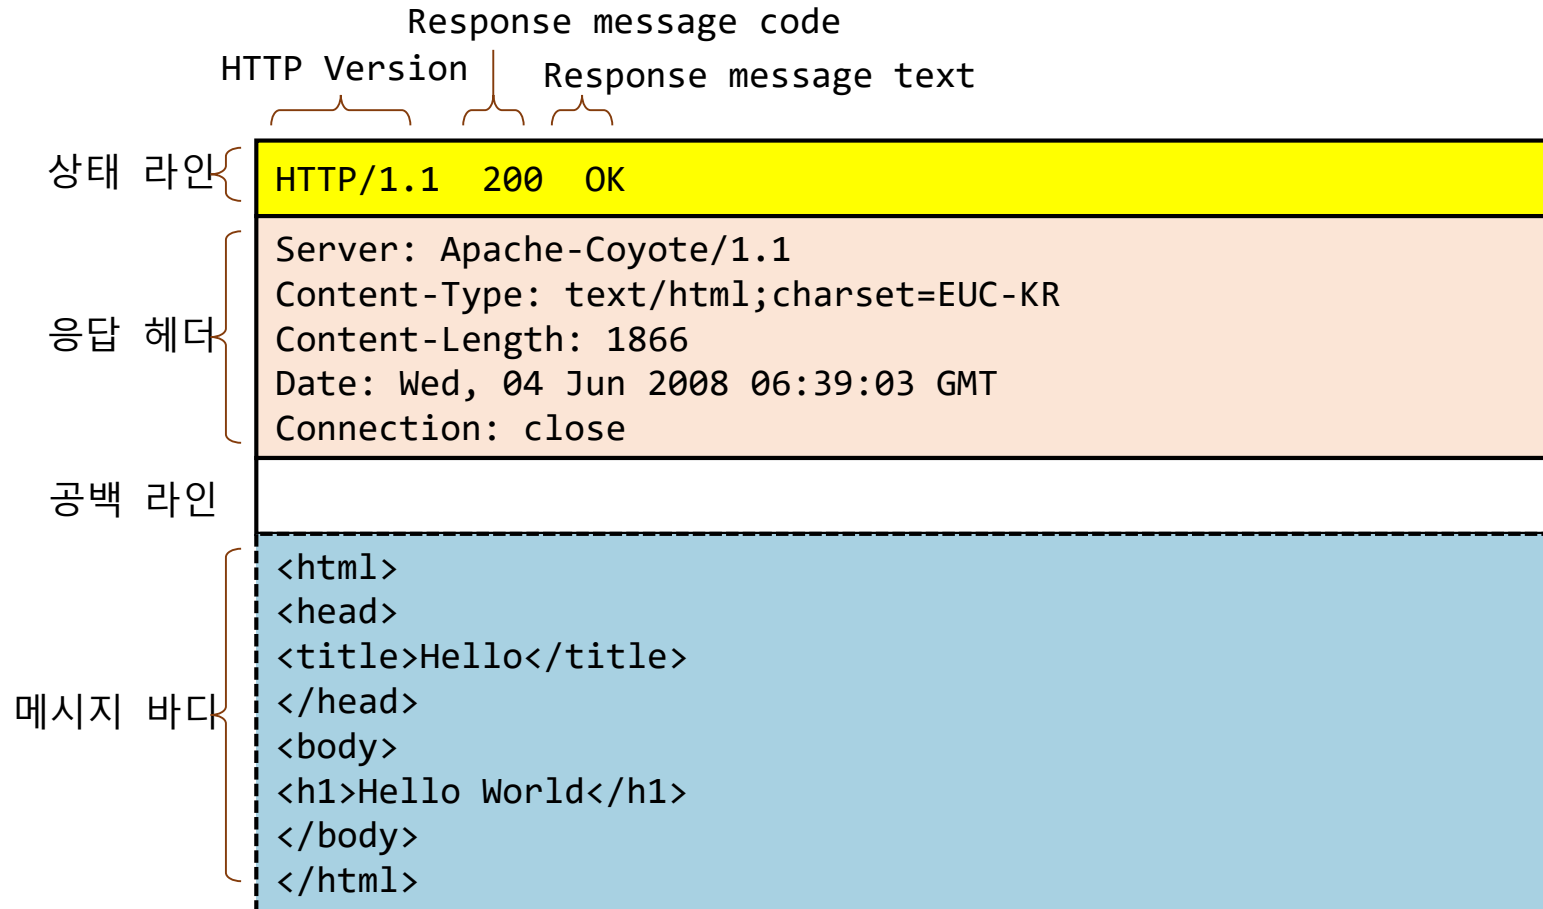 Response message code
HTTP Version
Response message text
상태 라인
HTTP/1.1 200 OK
응답 헤더
Server: Apache-Coyote/1.1
Content-Type: text/html;charset=EUC-KR
Content-Length: 1866
Date: Wed, 04 Jun 2008 06:39:03 GMT
Connection: close
공백 라인
메시지 바디
<html>
<head>
<title>Hello</title>
</head>
<body>
<h1>Hello World</h1>
</body>
</html>